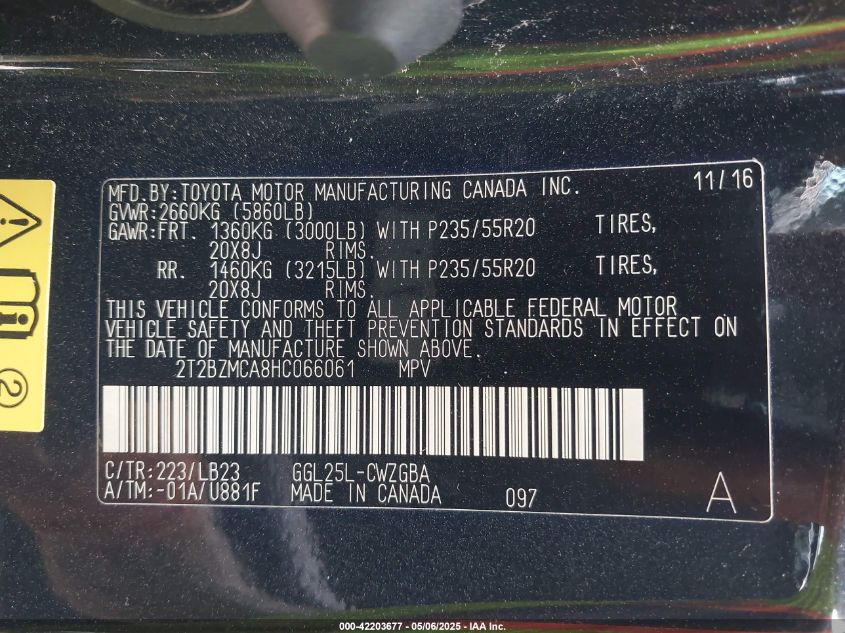 MFD.BY:TOYOTA MOTOR MANUFACTURING CANADA INC. 11/16
GVWR:2660KG (5860LB)
GAWR:FRT. 1360KG (3000LB) WITH P235/55R20 TIRES,
20X8J RIMS.
RR. 1460KG (3215LB) WITH P235/55R20 TIRES,
20X8J RIMS.
THIS VEHICLE CONFORMS TO ALL APPLICABLE FEDERAL MOTOR
VEHICLE SAFETY AND THEFT PREVENTION STANDARDS IN EFFECT ON
THE DATE OF MANUFACTURE SHOWN ABOVE.
2T2BZMCA8HC066061 MPV
C/TR:223/LB23 GGL25L-CWZGBA
A/TM:-01A/U881F MADE IN CANADA 097 A
2
000-42203677 - 05/06/2025 - IAA Inc.